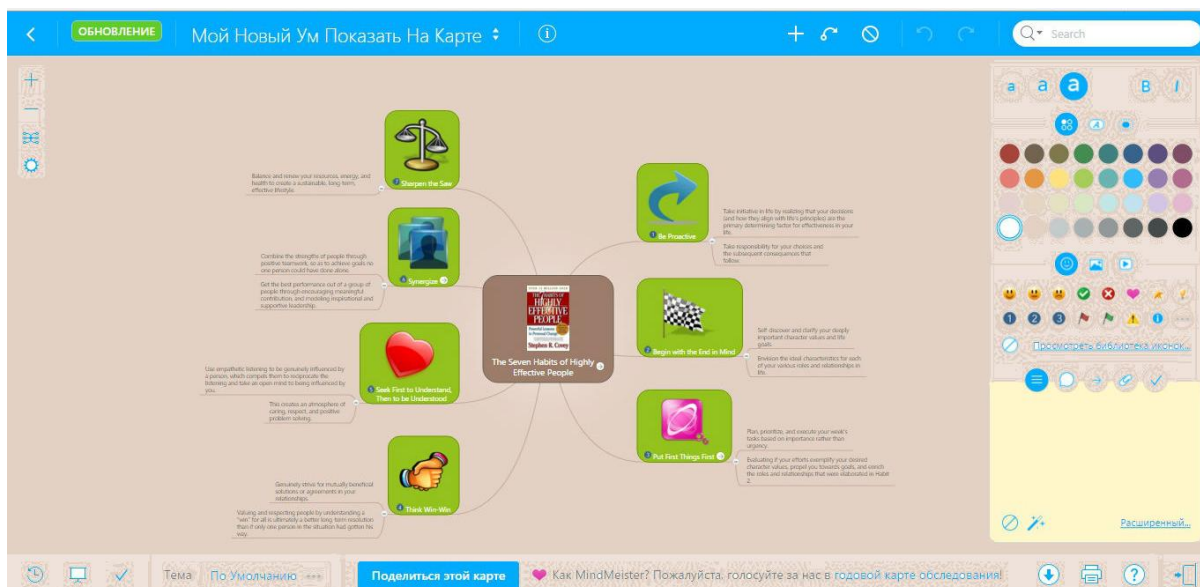 ОБНОВЛЕНИЕ
Мой Новый Ум Показать На Карте
Search
a a a B I
Sharpen the Saw
Balance and renew your resources, energy, and
health to create a sustainable, long-term,
effective lifestyle.
Synergize
Combine the strengths of people through
positive teamwork, so as to achieve goals no
one person could have done alone.
Get the best performance out of a group of
people through encouraging meaningful
contribution, and modeling inspirational and
supportive leadership.
5 Seek First to Understand,
Then to be Understood
Use empathetic listening to be genuinely influenced by
a person, which compels them to reciprocate the
listening and take an open mind to being influenced by
you.
This creates an atmosphere of
caring, respect, and positive
problem solving.
4 Think Win-Win
Genuinely strive for mutually beneficial
solutions or agreements in your
relationships.
Valuing and respecting people by understanding a
"win" for all is ultimately a better long-term resolution
than if only one person in the situation had gotten his
way.
THE 7 HABITS OF
HIGHLY
EFFECTIVE
PEOPLE
Powerful Lessons
in Personal Change
Stephen R. Covey
The Seven Habits of Highly
Effective People
1 Be Proactive
Take initiative in life by realizing that your decisions
(and how they align with life's principles) are the
primary determining factor for effectiveness in your
life.
Take responsibility for your choices and
the subsequent consequences that
follow.
2 Begin with the End in Mind
Self-discover and clarify your deeply
important character values and life
goals.
Envision the ideal characteristics for each
of your various roles and relationships in
life.
3 Put First Things First
Plan, prioritize, and execute your week's
tasks based on importance rather than
urgency.
Evaluating if your efforts exemplify your desired
character values, propel you towards goals, and enrich
the roles and relationships that were elaborated in Habit
2.
1 2 3
Просмотреть библиотека иконок...
Расширенный...
Тема По Умолчанию
Поделиться этой карте
Как MindMeister? Пожалуйста, голосуйте за нас в годовой карте обследования!